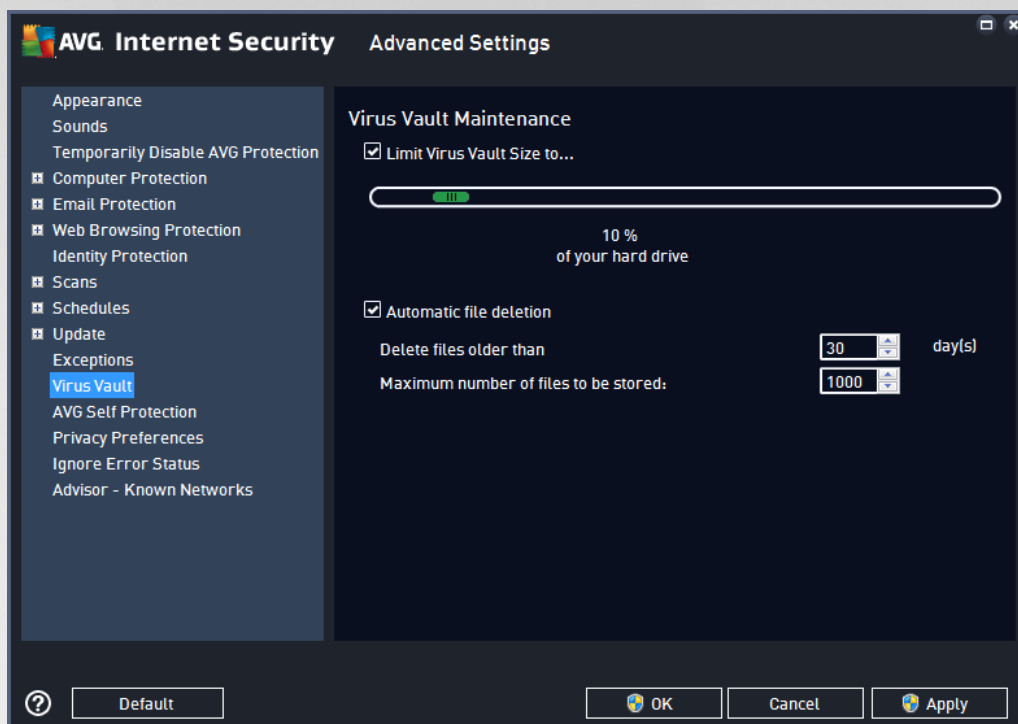 AVG. Internet Security Advanced Settings
Appearance
Sounds
Temporarily Disable AVG Protection
Computer Protection
Email Protection
Web Browsing Protection
Identity Protection
Scans
Schedules
Update
Exceptions
Virus Vault
AVG Self Protection
Privacy Preferences
Ignore Error Status
Advisor - Known Networks
Virus Vault Maintenance
Limit Virus Vault Size to...
10 %
of your hard drive
Automatic file deletion
Delete files older than 30 day(s)
Maximum number of files to be stored: 1000
? Default OK Cancel Apply